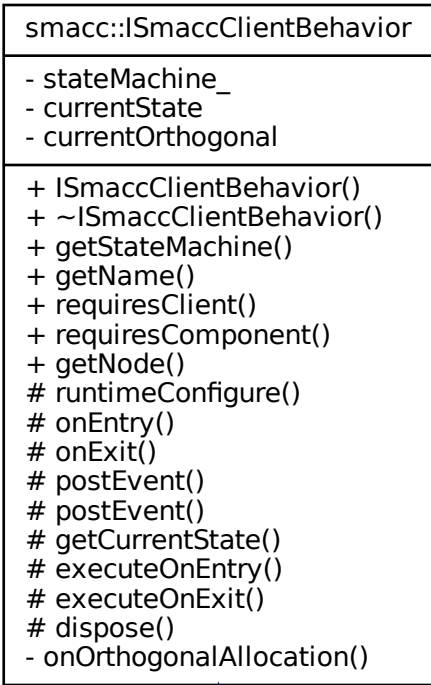 smacc::ISmaccClientBehavior
- stateMachine_
- currentState
- currentOrthogonal
+ ISmaccClientBehavior()
+ ~ISmaccClientBehavior()
+ getStateMachine()
+ getName()
+ requiresClient()
+ requiresComponent()
+ getNode()
# runtimeConfigure()
# onEntry()
# onExit()
# postEvent()
# postEvent()
# getCurrentState()
# executeOnEntry()
# executeOnExit()
# dispose()
- onOrthogonalAllocation()